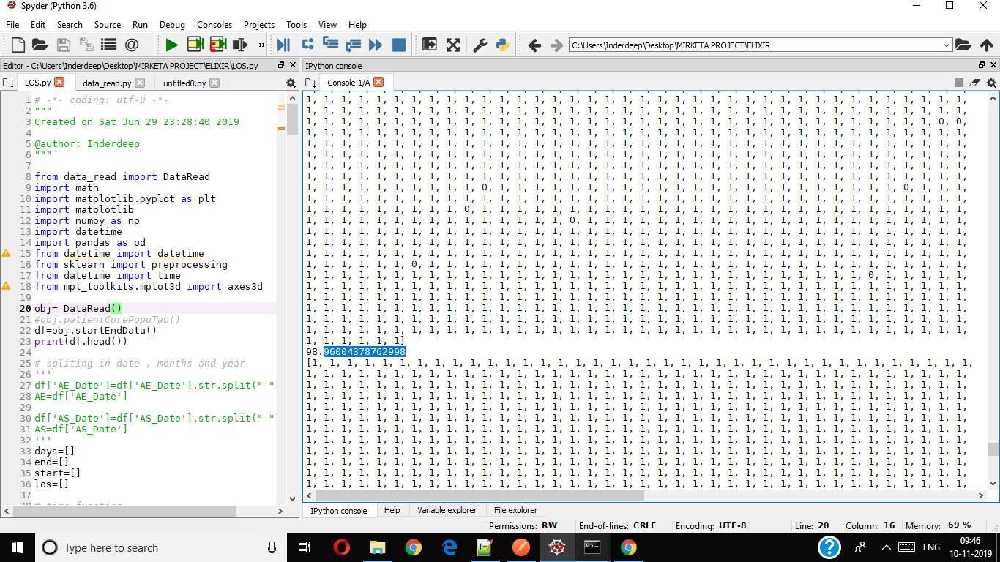 Spyder (Python 3.6)
File Edit Search Source Run Debug Consoles Projects Tools View Help
C:\Users\Inderdeep\Desktop\MIRKETA PROJECT\ELIXIR
Editor - C:\Users\Inderdeep\Desktop\MIRKETA PROJECT\ELIXIR\LOS.py
LOS.py data_read.py untitled0.py
1 # -*- coding: utf-8 -*-
2 """
3 Created on Sat Jun 29 23:28:40 2019
4
5 @author: Inderdeep
6 """
7
8 from data_read import DataRead
9 import math
10 import matplotlib.pyplot as plt
11 import matplotlib
12 import numpy as np
13 import datetime
14 import pandas as pd
15 from datetime import datetime
16 from sklearn import preprocessing
17 from datetime import time
18 from mpl_toolkits.mplot3d import axes3d
19
20 obj= DataRead()
21 #obj.patientCorePopuTab()
22 df=obj.startEndData()
23 print(df.head())
24
25 # spliting in date , months and year
26 '''
27 df['AE_Date']=df['AE_Date'].str.split("-"
28 AE=df['AE_Date']
29
30 df['AS_Date']=df['AS_Date'].str.split("-"
31 AS=df['AS_Date']
32 '''
33 days=[]
34 end=[]
35 start=[]
36 los=[]
37
IPython console
Console 1/A
1, 1, 1, 1, 1, 1, 1, 1, 1, 1, 1, 1, 1, 1, 1, 1, 1, 1, 1, 1, 1, 1, 1, 1, 1, 1, 1, 1, 1, 1, 1, 1, 1, 1, 1, 1, 1, 1,
1, 1, 1, 1, 1, 1, 1, 1, 1, 1, 1, 1, 1, 1, 1, 1, 1, 1, 1, 1, 1, 1, 1, 1, 1, 1, 1, 1, 1, 1, 1, 1, 1, 1, 1, 1, 1, 1,
1, 1, 1, 1, 1, 1, 1, 1, 1, 1, 1, 1, 1, 1, 1, 1, 1, 1, 1, 1, 1, 1, 1, 1, 1, 1, 1, 1, 1, 1, 1, 1, 1, 1, 1, 1, 0, 0,
1, 1, 1, 1, 1, 1, 1, 1, 1, 1, 1, 1, 1, 1, 1, 1, 1, 1, 1, 1, 1, 1, 1, 1, 1, 1, 1, 1, 1, 1, 1, 1, 1, 1, 1, 1, 1, 1,
1, 1, 1, 1, 1, 1, 1, 1, 1, 1, 1, 1, 1, 1, 1, 1, 1, 1, 1, 1, 1, 1, 1, 1, 1, 1, 1, 1, 1, 1, 1, 1, 1, 1, 1, 1, 1, 1,
1, 1, 1, 1, 1, 1, 1, 1, 1, 1, 1, 1, 1, 1, 1, 1, 1, 1, 1, 1, 1, 1, 1, 1, 1, 1, 1, 1, 1, 1, 1, 1, 1, 1, 1, 1, 1, 1,
1, 1, 1, 1, 1, 1, 1, 1, 1, 1, 1, 1, 1, 1, 1, 1, 1, 1, 1, 1, 1, 1, 1, 1, 1, 1, 1, 1, 1, 1, 1, 1, 1, 1, 1, 1, 1, 1,
1, 1, 1, 1, 1, 1, 1, 1, 1, 1, 1, 1, 1, 1, 1, 1, 1, 1, 1, 1, 1, 1, 1, 1, 1, 1, 1, 1, 1, 1, 1, 1, 1, 1, 1, 1, 1, 1,
1, 1, 1, 1, 1, 1, 1, 1, 1, 1, 0, 1, 1, 1, 1, 1, 1, 1, 1, 1, 1, 1, 1, 1, 1, 1, 1, 1, 1, 1, 1, 1, 1, 1, 0, 1, 1, 1,
1, 1, 1, 1, 1, 1, 1, 1, 1, 1, 1, 1, 1, 1, 1, 1, 1, 1, 1, 1, 1, 1, 1, 1, 1, 1, 1, 1, 1, 1, 1, 1, 1, 1, 1, 1, 1, 1,
1, 1, 1, 1, 1, 1, 1, 1, 1, 0, 1, 1, 1, 1, 1, 1, 1, 1, 1, 1, 1, 1, 1, 1, 1, 1, 1, 1, 1, 1, 1, 1, 1, 1, 1, 1, 1, 1,
1, 1, 1, 1, 1, 1, 1, 1, 1, 1, 1, 1, 1, 1, 1, 0, 1, 1, 1, 1, 1, 1, 1, 1, 1, 1, 1, 1, 1, 1, 1, 1, 1, 1, 1, 1, 1, 1,
1, 1, 1, 1, 1, 1, 1, 1, 1, 1, 1, 1, 1, 1, 1, 1, 1, 1, 1, 1, 1, 1, 1, 1, 1, 1, 1, 1, 1, 1, 1, 1, 1, 1, 1, 1, 1, 1,
1, 1, 1, 1, 1, 1, 1, 1, 1, 1, 1, 1, 1, 1, 1, 1, 1, 1, 1, 1, 1, 1, 1, 1, 1, 1, 1, 1, 1, 1, 1, 1, 1, 1, 1, 1, 1, 1,
1, 1, 1, 1, 1, 1, 1, 1, 1, 1, 1, 1, 1, 1, 1, 1, 1, 1, 1, 1, 1, 1, 1, 1, 1, 1, 1, 1, 1, 1, 1, 1, 1, 1, 1, 1, 1, 1,
1, 1, 1, 1, 1, 1, 0, 1, 1, 1, 1, 1, 1, 1, 1, 1, 1, 1, 1, 1, 1, 1, 1, 1, 1, 1, 1, 1, 1, 1, 1, 1, 1, 1, 1, 1, 1, 1,
1, 1, 1, 1, 1, 1, 1, 1, 1, 1, 1, 1, 1, 1, 1, 1, 1, 1, 1, 1, 1, 1, 1, 1, 1, 1, 1, 1, 1, 1, 1, 1, 0, 1, 1, 1, 1, 1,
1, 1, 1, 1, 1, 1, 1, 1, 1, 1, 1, 1, 1, 1, 1, 1, 1, 1, 1, 1, 1, 1, 1, 1, 1, 1, 1, 1, 1, 1, 1, 1, 1, 1, 1, 1, 1, 1,
1, 1, 1, 1, 1, 1, 1, 1, 1, 1, 1, 1, 1, 1, 1, 1, 1, 1, 1, 1, 1, 1, 1, 1, 1, 1, 1, 1, 1, 1, 1, 1, 1, 1, 1, 1, 1, 1,
1, 1, 1, 1, 1, 1, 1, 1, 1, 1, 1, 1, 1, 1, 1, 1, 1, 1, 1, 1, 1, 1, 1, 1, 1, 1, 1, 1, 1, 1, 1, 1, 1, 1, 1, 1, 1, 1,
1, 1, 1, 1, 1, 1, 1, 1, 1, 1, 1, 1, 1, 1, 1, 1, 1, 1, 1, 1, 1, 1, 1, 1, 1, 1, 1, 1, 1, 1, 1, 1, 1, 1, 1, 1, 1, 1,
1, 1, 1, 1, 1, 1, 1, 1, 1, 1, 1, 1, 1, 1, 1, 1, 1, 1, 1, 1, 1, 1, 1, 1, 1, 1, 1, 1, 1, 1, 1, 1, 1, 1, 1, 1, 1, 1,
1, 1, 1, 1, 1, 1]
98.96004378762998
[1, 1, 1, 1, 1, 1, 1, 1, 1, 1, 1, 1, 1, 1, 1, 1, 1, 1, 1, 1, 1, 1, 1, 1, 1, 1, 1, 1, 1, 1, 1, 1, 1, 1, 1, 1, 1, 1,
1, 1, 1, 1, 1, 1, 1, 1, 1, 1, 1, 1, 1, 1, 1, 1, 1, 1, 1, 1, 1, 1, 1, 1, 1, 1, 1, 1, 1, 1, 1, 1, 1, 1, 1, 1, 1, 1,
1, 1, 1, 1, 1, 1, 1, 1, 1, 1, 1, 1, 1, 1, 1, 1, 1, 1, 1, 1, 1, 1, 1, 1, 1, 1, 1, 1, 1, 1, 1, 1, 1, 1, 1, 1, 1, 1,
1, 1, 1, 1, 1, 1, 1, 1, 1, 1, 1, 1, 1, 1, 1, 1, 1, 1, 1, 1, 1, 1, 1, 1, 1, 1, 1, 1, 1, 1, 1, 1, 1, 1, 1, 1, 1, 1,
1, 1, 1, 1, 1, 1, 1, 1, 1, 1, 1, 1, 1, 1, 1, 1, 1, 1, 1, 1, 1, 1, 1, 1, 1, 1, 1, 1, 1, 1, 1, 1, 1, 1, 1, 1, 1, 1,
1, 1, 1, 1, 1, 1, 1, 1, 1, 1, 1, 1, 1, 1, 1, 1, 1, 1, 1, 1, 1, 1, 1, 1, 1, 1, 1, 1, 1, 1, 1, 1, 1, 1, 1, 1, 1, 1,
1, 1, 1, 1, 1, 1, 1, 1, 1, 1, 1, 1, 1, 1, 1, 1, 1, 1, 1, 1, 1, 1, 1, 1, 1, 1, 1, 1, 1, 1, 1, 1, 1, 1, 1, 1, 1, 1,
1, 1, 1, 1, 1, 1, 1, 1, 1, 1, 1, 1, 1, 1, 1, 1, 1, 1, 1, 1, 1, 1, 1, 1, 1, 1, 1, 1, 1, 1, 1, 1, 1, 1, 1, 1, 1, 1,
1, 1, 1, 1, 1, 1, 1, 1, 1, 1, 1, 1, 1, 1, 1, 1, 1, 1, 1, 1, 1, 1, 1, 1, 1, 1, 1, 1, 1, 1, 1, 1, 1, 1, 1, 1, 1, 1,
1, 1, 1, 1, 1, 1, 1, 1, 1, 1, 1, 1, 1, 1, 1, 1, 1, 1, 1, 1, 1, 1, 1, 1, 1, 1, 1, 1, 1, 1, 1, 1, 1, 1, 1, 1, 1, 1,
1, 1, 1, 1, 1, 1, 1, 1, 1, 1, 1, 1, 1, 1, 1, 1, 1, 1, 1, 1, 1, 1, 1, 1, 1, 1, 1, 1, 1, 1, 1, 1, 1, 1, 1, 1, 1, 1,
1, 1, 1, 1, 1, 1, 1, 1, 1, 1, 1, 1, 1, 1, 1, 1, 1, 1, 1, 1, 1, 1, 1, 1, 1, 1, 1, 1, 1, 1, 1, 1, 1, 1, 1, 1, 1, 1,
IPython console Help Variable explorer File explorer
Permissions: RW End-of-lines: CRLF Encoding: UTF-8 Line: 20 Column: 16 Memory: 69 %
Type here to search
ENG
09:46
10-11-2019